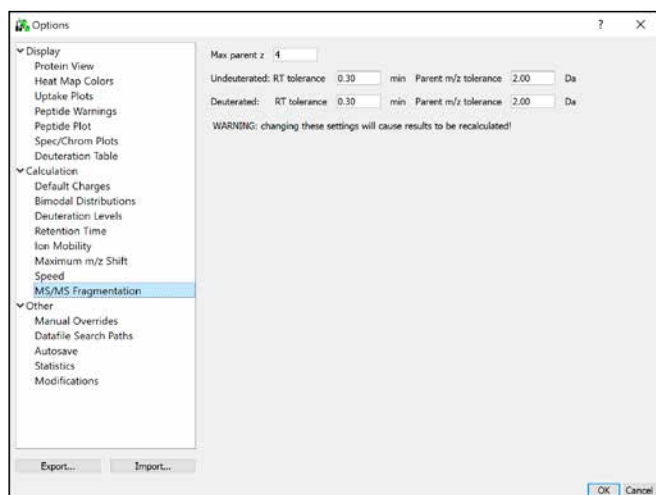 Options ? ×
Display
Protein View
Heat Map Colors
Uptake Plots
Peptide Warnings
Peptide Plot
Spec/Chrom Plots
Deuteration Table
Calculation
Default Charges
Bimodal Distributions
Deuteration Levels
Retention Time
Ion Mobility
Maximum m/z Shift
Speed
MS/MS Fragmentation
Other
Manual Overrides
Datafile Search Paths
Autosave
Statistics
Modifications
Export... Import...
Max parent z 4
Undeuterated: RT tolerance 0.30 min Parent m/z tolerance 2.00 Da
Deuterated: RT tolerance 0.30 min Parent m/z tolerance 2.00 Da
WARNING: changing these settings will cause results to be recalculated!
OK Cancel